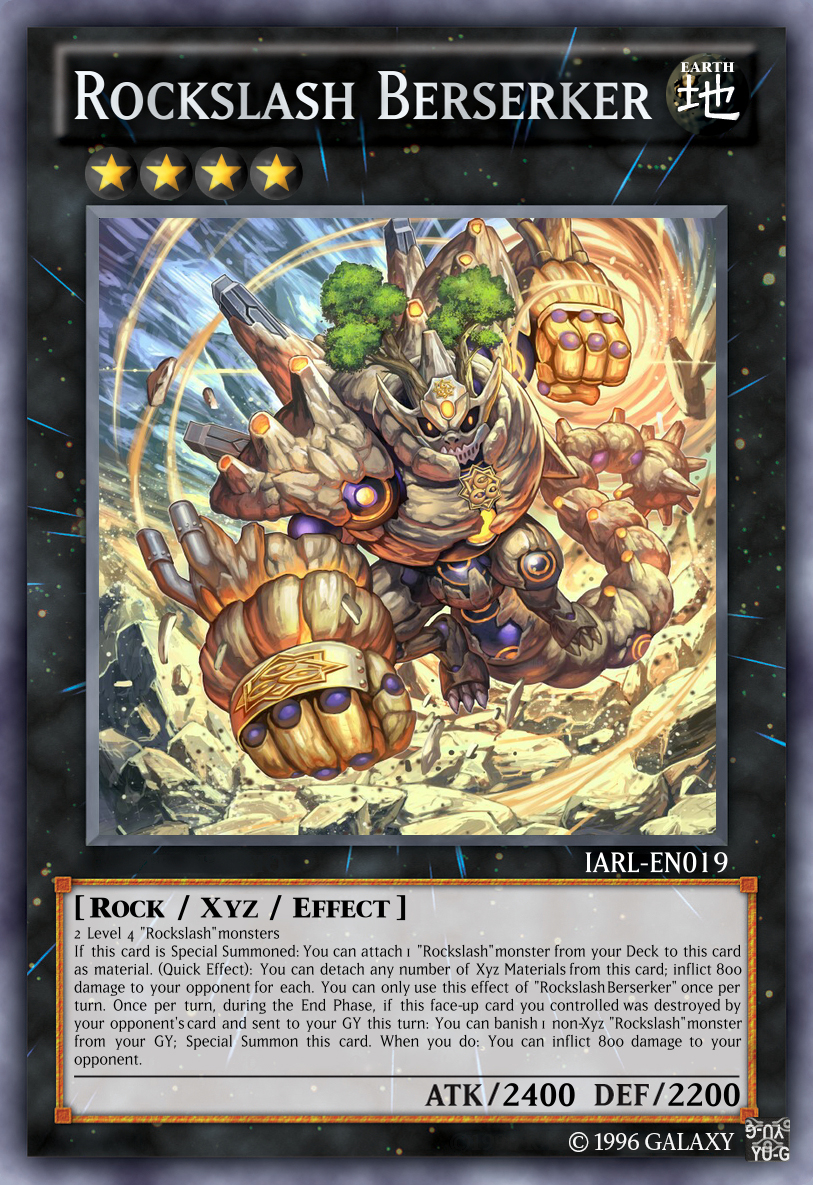 Rockslash Berserker
EARTH
地
IARL-EN019
[ Rock / Xyz / Effect ]
2 Level 4 "Rockslash" monsters
If this card is Special Summoned: You can attach 1 "Rockslash" monster from your Deck to this card
as material. (Quick Effect): You can detach any number of Xyz Materials from this card; inflict 800
damage to your opponent for each. You can only use this effect of "Rockslash Berserker" once per
turn. Once per turn, during the End Phase, if this face-up card you controlled was destroyed by
your opponent's card and sent to your GY this turn: You can banish 1 non-Xyz "Rockslash" monster
from your GY; Special Summon this card. When you do: You can inflict 800 damage to your
opponent.
ATK/2400 DEF/2200
© 1996 GALAXY
YU-G